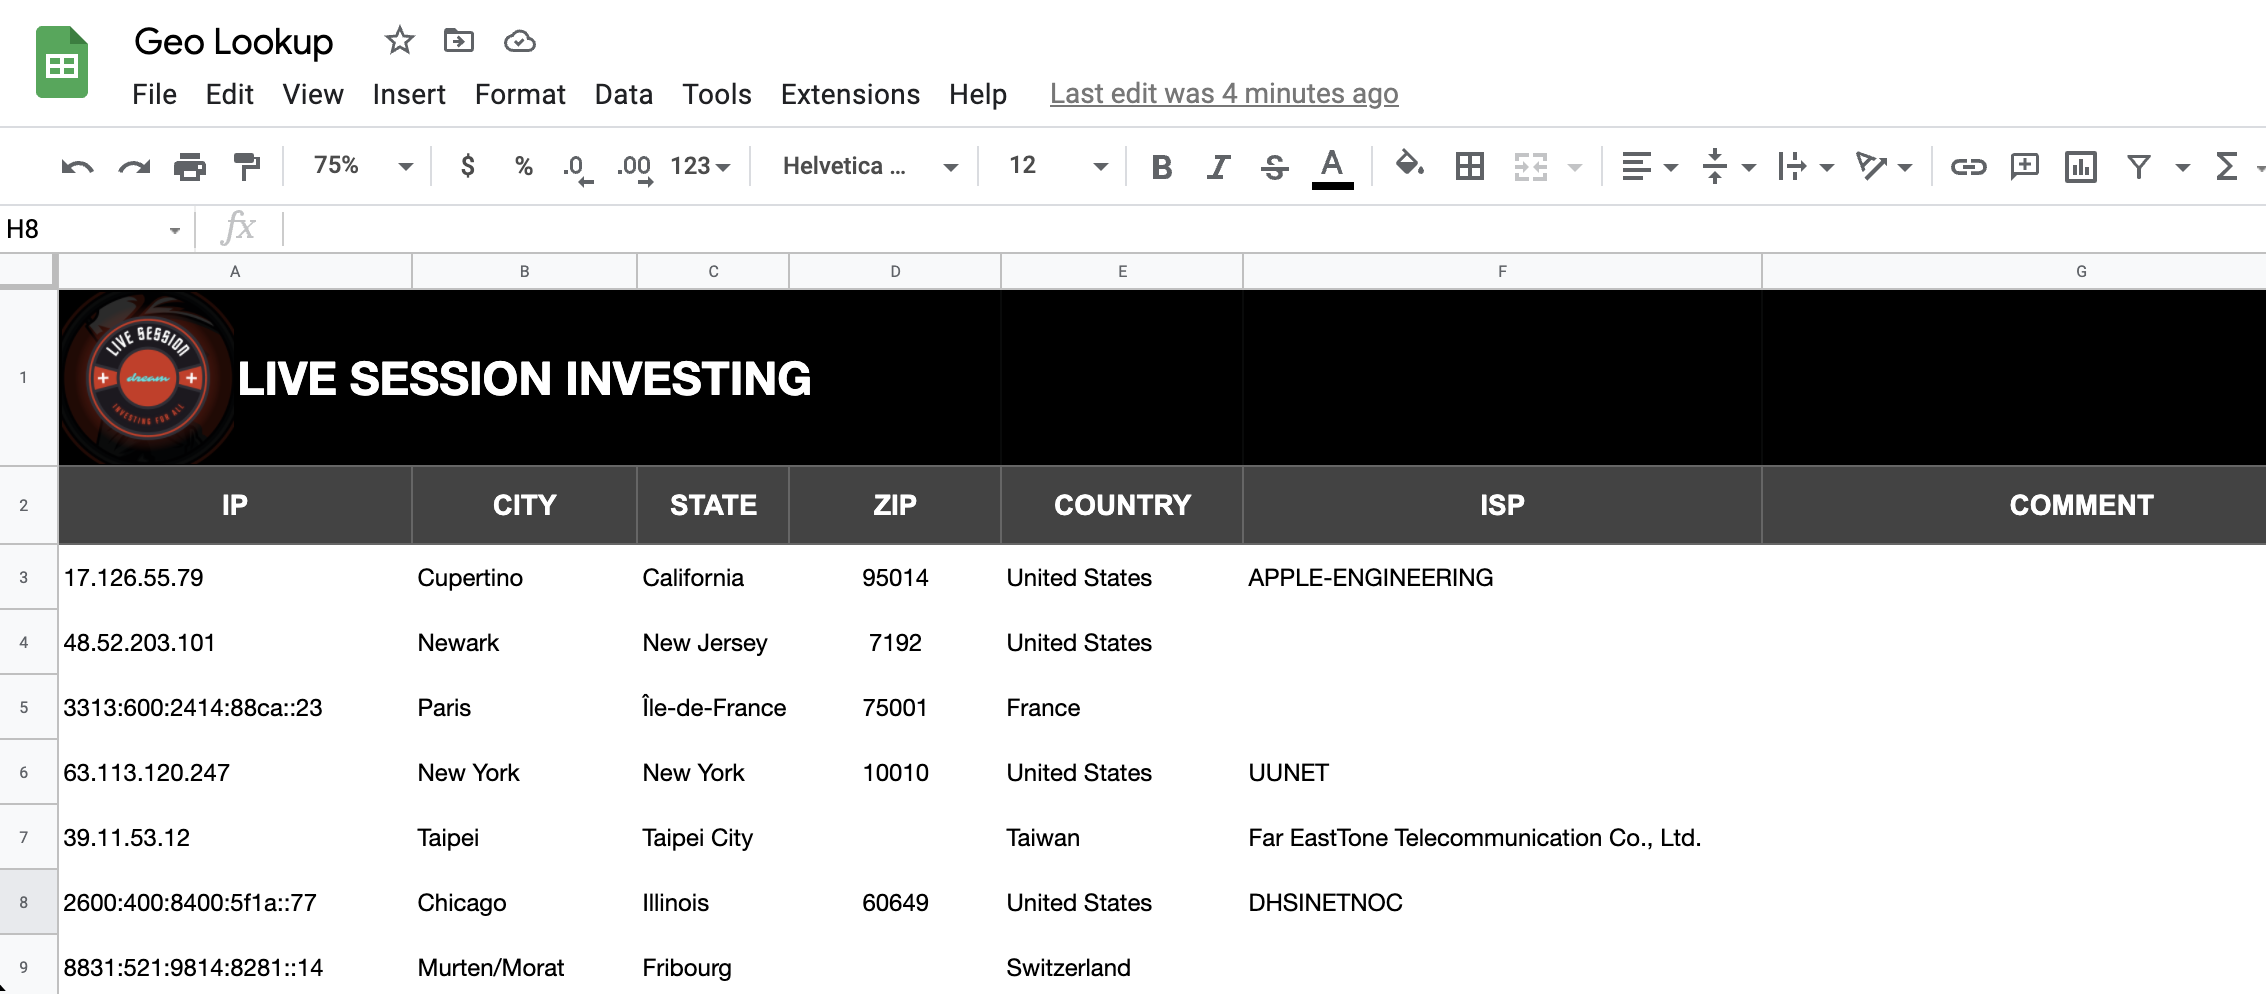 Geo Lookup
File Edit View Insert Format Data Tools Extensions Help Last edit was 4 minutes ago
75% $ % .0 .00 123 Helvetica ... 12 B I S A Σ
H8 fx
A B C D E F G
1 LIVE SESSION dream INVESTING FOR ALL LIVE SESSION INVESTING
2 IP CITY STATE ZIP COUNTRY ISP COMMENT
3 17.126.55.79 Cupertino California 95014 United States APPLE-ENGINEERING
4 48.52.203.101 Newark New Jersey 7192 United States
5 3313:600:2414:88ca::23 Paris Île-de-France 75001 France
6 63.113.120.247 New York New York 10010 United States UUNET
7 39.11.53.12 Taipei Taipei City Taiwan Far EastTone Telecommunication Co., Ltd.
8 2600:400:8400:5f1a::77 Chicago Illinois 60649 United States DHSINETNOC
9 8831:521:9814:8281::14 Murten/Morat Fribourg Switzerland